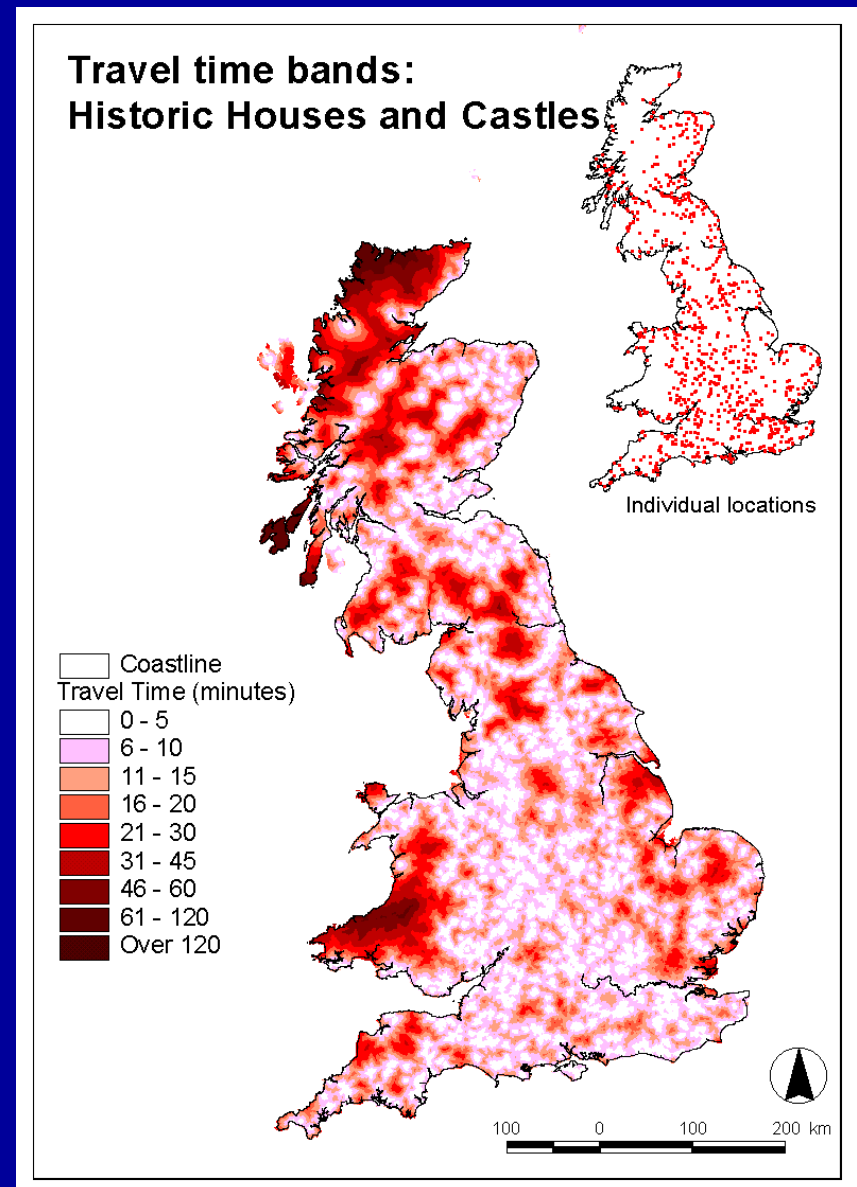 Travel time bands:
Historic Houses and Castles
Individual locations
Coastline
Travel Time (minutes)
0 - 5
6 - 10
11 - 15
16 - 20
21 - 30
31 - 45
46 - 60
61 - 120
Over 120
100 0 100 200 km